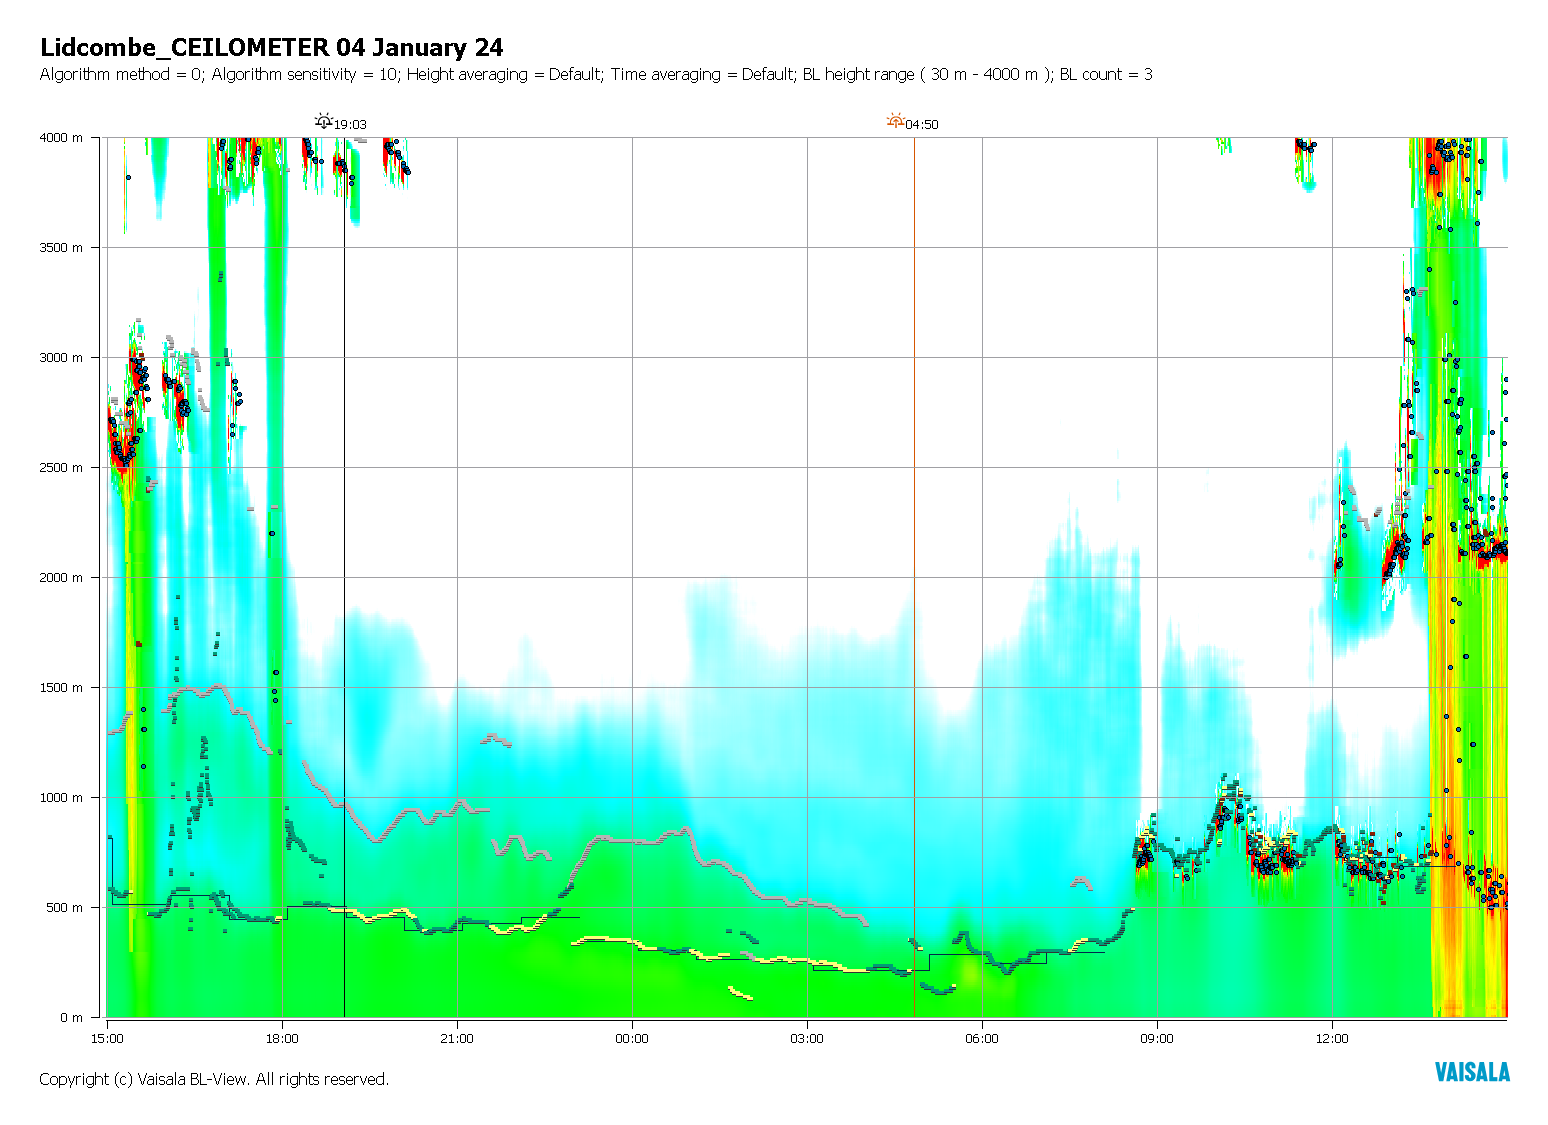 Lidcombe_CEILOMETER 04 January 24
Algorithm method = 0; Algorithm sensitivity = 10; Height averaging = Default; Time averaging = Default; BL height range ( 30 m - 4000 m ); BL count = 3
19:03 04:50
4000 m
3500 m
3000 m
2500 m
2000 m
1500 m
1000 m
500 m
0 m
15:00 18:00 21:00 00:00 03:00 06:00 09:00 12:00
Copyright (c) Vaisala BL-View. All rights reserved.
VAISALA